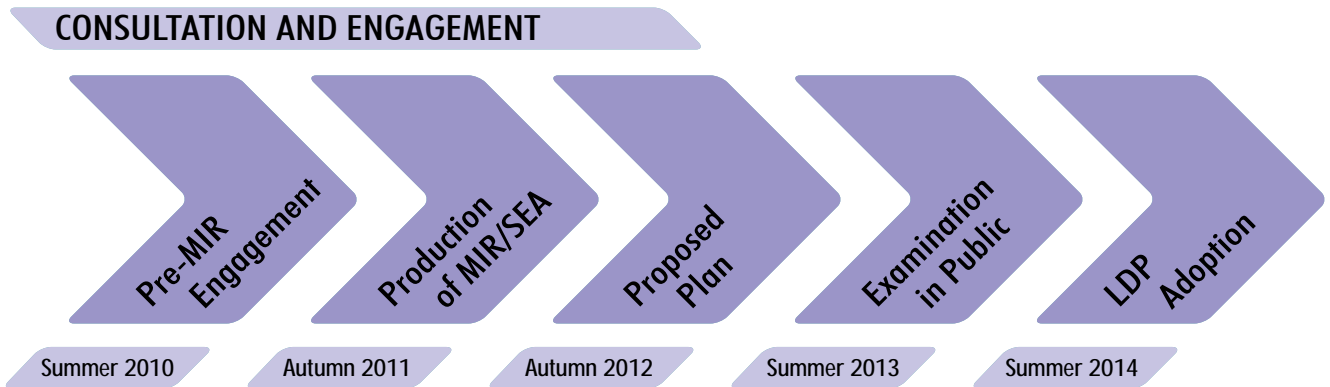 CONSULTATION AND ENGAGEMENT
Pre-MIR
Engagement
Production
of MIR/SEA
Proposed
Plan
Examination
in Public
LDP
Adoption
Summer 2010
Autumn 2011
Autumn 2012
Summer 2013
Summer 2014